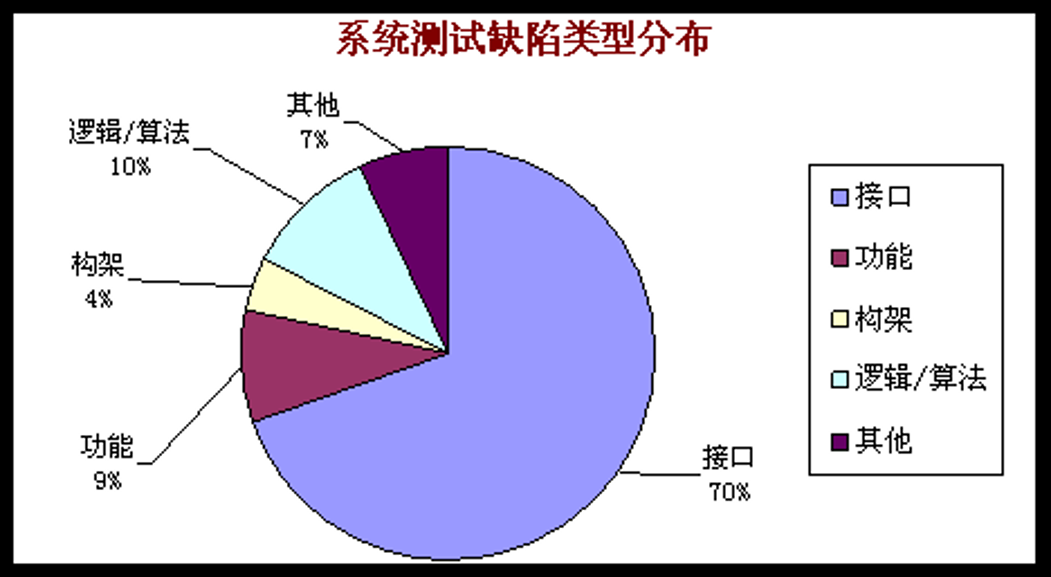 系统测试缺陷类型分布
其他
7%
逻辑/算法
10%
构架
4%
功能
9%
接口
70%
接口
功能
构架
逻辑/算法
其他